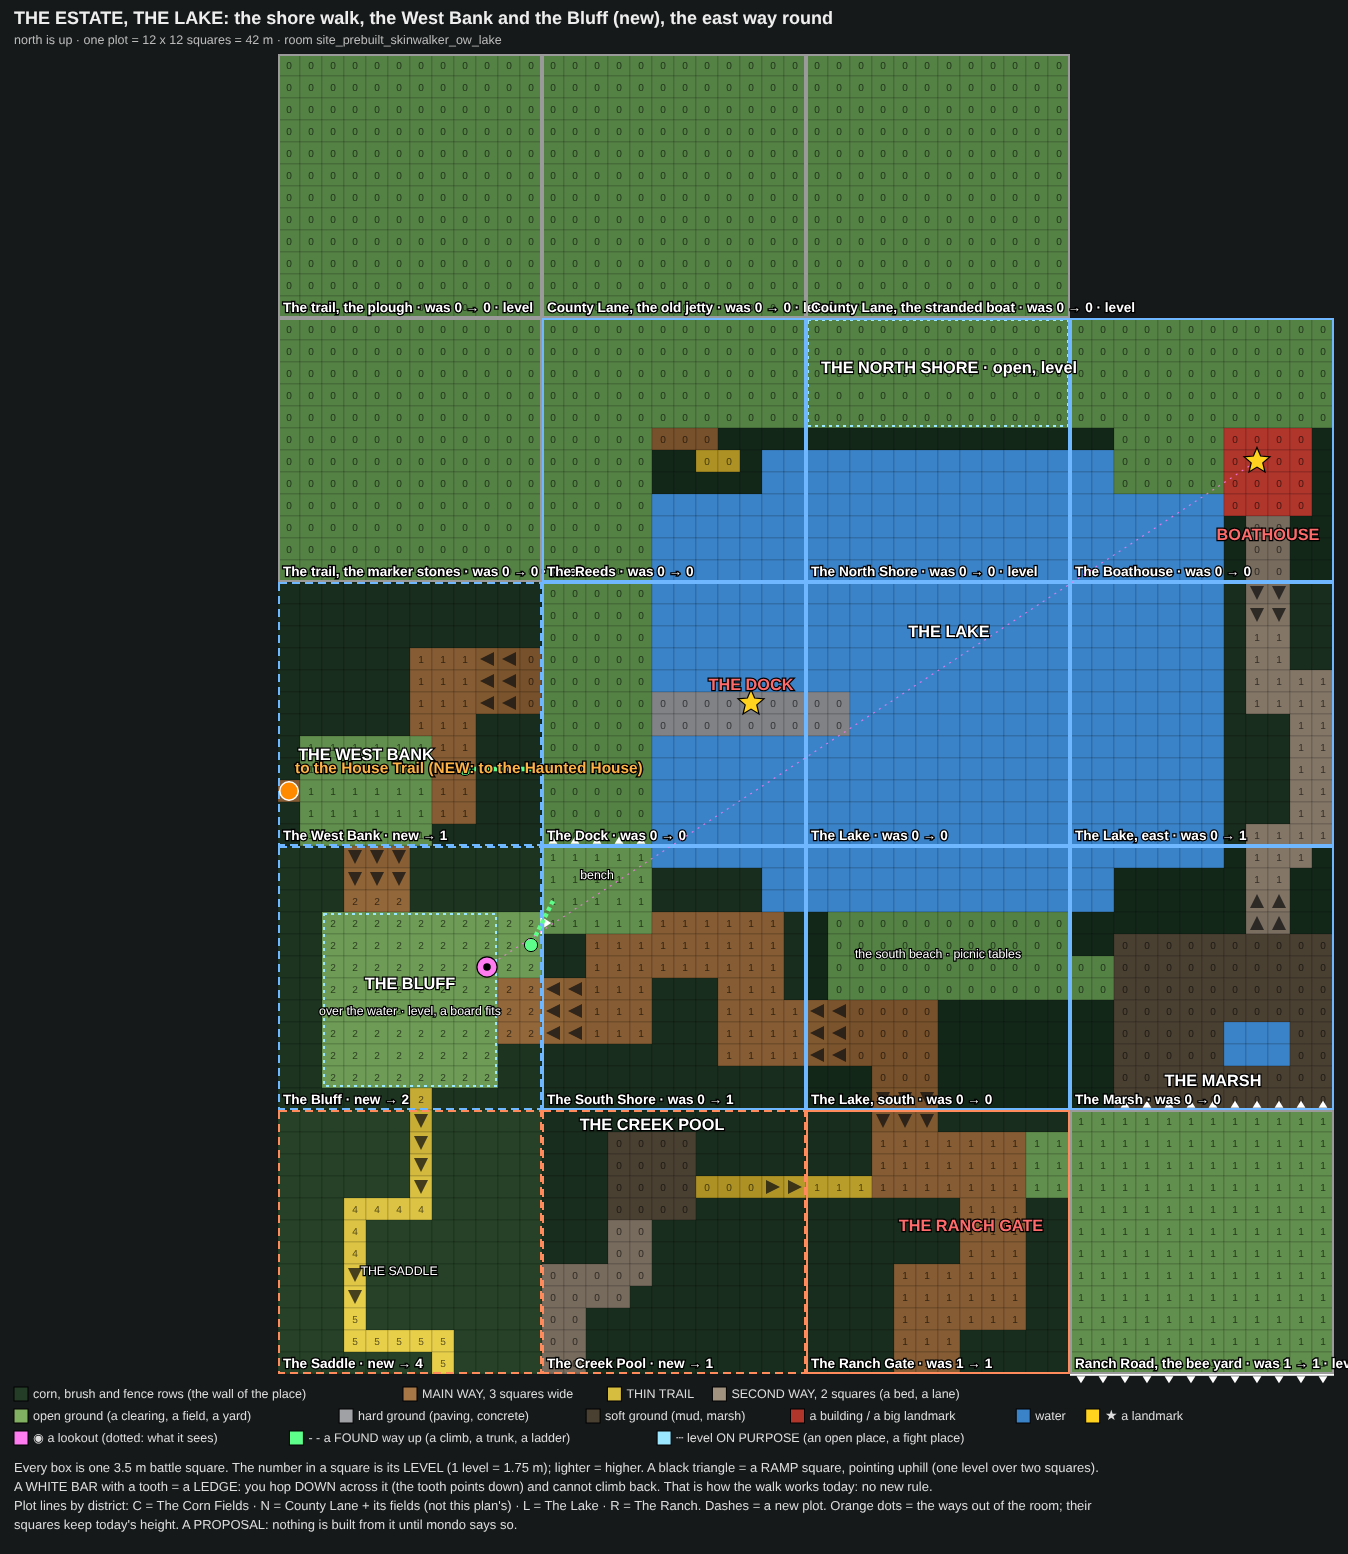 THE ESTATE, THE LAKE: the shore walk, the West Bank and the Bluff (new), the east way round
north is up · one plot = 12 x 12 squares = 42 m · room site_prebuilt_skinwalker_ow_lake
The trail, the plough · was 0 → 0 · level
County Lane, the old jetty · was 0 → 0 ·
County Lane, the stranded boat · was 0 → 0 · level
THE NORTH SHORE · open, level
BOATHOUSE
The trail, the marker stones · was 0 → 0
The Reeds · was 0 → 0
The North Shore · was 0 → 0 · level
The Boathouse · was 0 → 0
THE LAKE
THE DOCK
THE WEST BANK
to the House Trail (NEW: to the Haunted House)
The West Bank · new → 1
The Dock · was 0 → 0
The Lake · was 0 → 0
The Lake, east · was 0 → 1
bench
the south beach · picnic tables
THE BLUFF
over the water · level, a board fits
THE MARSH
The Bluff · new → 2
The South Shore · was 0 → 1
The Lake, south · was 0 → 0
The Marsh · was 0 → 0
THE CREEK POOL
THE RANCH GATE
THE SADDLE
The Saddle · new → 4
The Creek Pool · new → 1
The Ranch Gate · was 1 → 1
Ranch Road, the bee yard · was 1 → 1 · lev
corn, brush and fence rows (the wall of the place)
MAIN WAY, 3 squares wide
THIN TRAIL
SECOND WAY, 2 squares (a bed, a lane)
open ground (a clearing, a field, a yard)
hard ground (paving, concrete)
soft ground (mud, marsh)
a building / a big landmark
water
★ a landmark
◉ a lookout (dotted: what it sees)
- - a FOUND way up (a climb, a trunk, a ladder)
┄ level ON PURPOSE (an open place, a fight place)
Every box is one 3.5 m battle square. The number in a square is its LEVEL (1 level = 1.75 m); lighter = higher. A black triangle = a RAMP square, pointing uphill (one level over two squares).
A WHITE BAR with a tooth = a LEDGE: you hop DOWN across it (the tooth points down) and cannot climb back. That is how the walk works today: no new rule.
Plot lines by district: C = The Corn Fields · N = County Lane + its fields (not this plan's) · L = The Lake · R = The Ranch. Dashes = a new plot. Orange dots = the ways out of the room; their
squares keep today's height. A PROPOSAL: nothing is built from it until mondo says so.